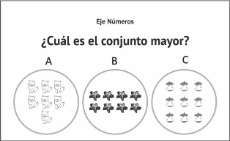 Eje Números
¿Cuál es el conjunto mayor?
A B C